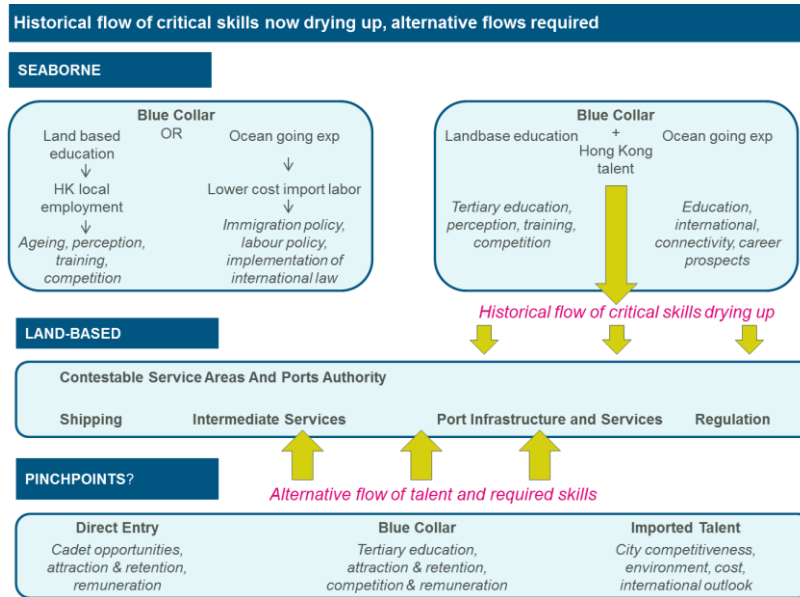 Historical flow of critical skills now drying up, alternative flows required
SEABORNE
Blue Collar
OR
Land based
education
HK local
employment
Ageing, perception,
training,
competition
Ocean going exp
Lower cost import labor
Immigration policy,
labour policy,
implementation of
international law
Blue Collar
+
Hong Kong
talent
Landbase education
Tertiary education,
perception, training,
competition
Ocean going exp
Education,
international,
connectivity, career
prospects
Historical flow of critical skills drying up
LAND-BASED
Contestable Service Areas And Ports Authority
Shipping
Intermediate Services
Port Infrastructure and Services
Regulation
PINCHPOINTS?
Alternative flow of talent and required skills
Direct Entry
Cadet opportunities,
attraction & retention,
remuneration
Blue Collar
Tertiary education,
attraction & retention,
competition & remuneration
Imported Talent
City competitiveness,
environment, cost,
international outlook